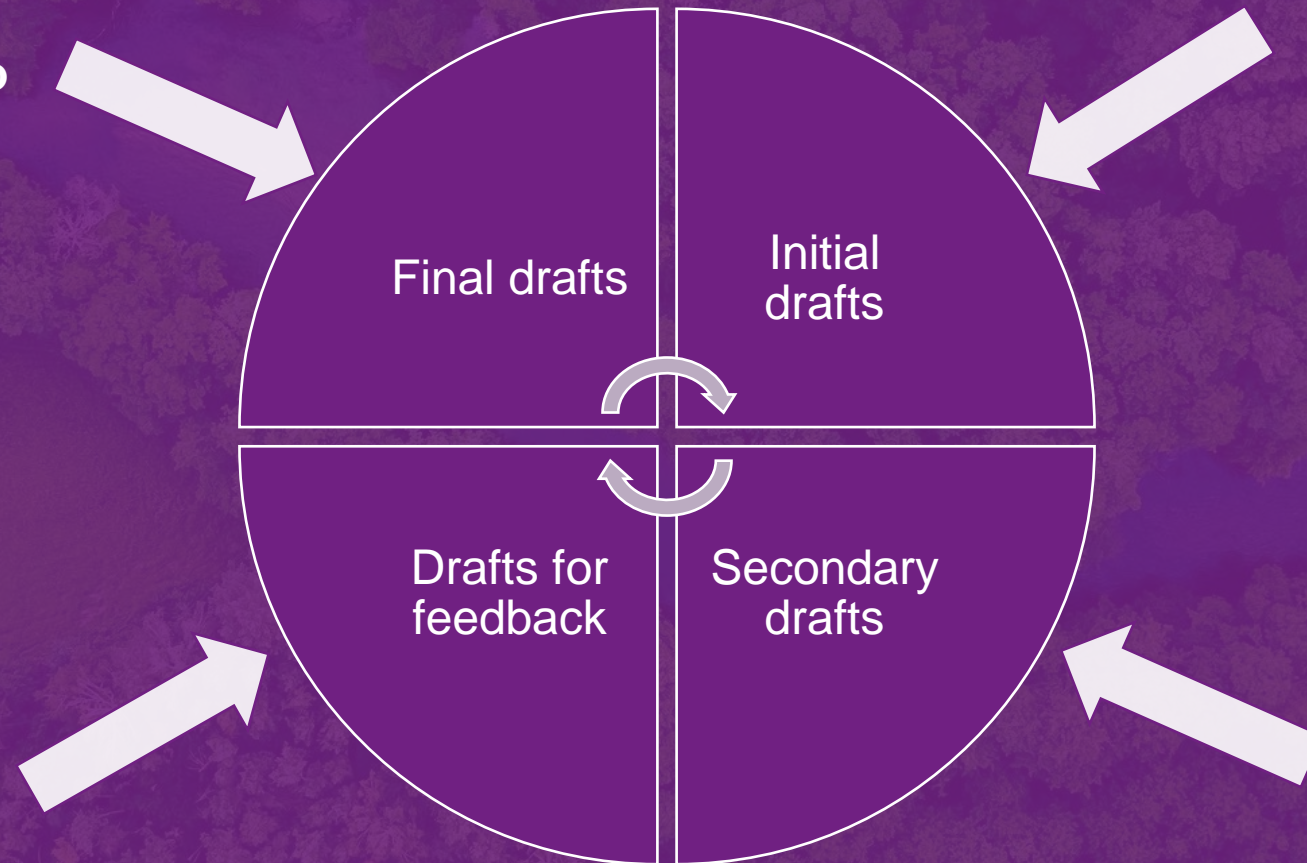 Final drafts
Initial
drafts
Drafts for
feedback
Secondary
drafts